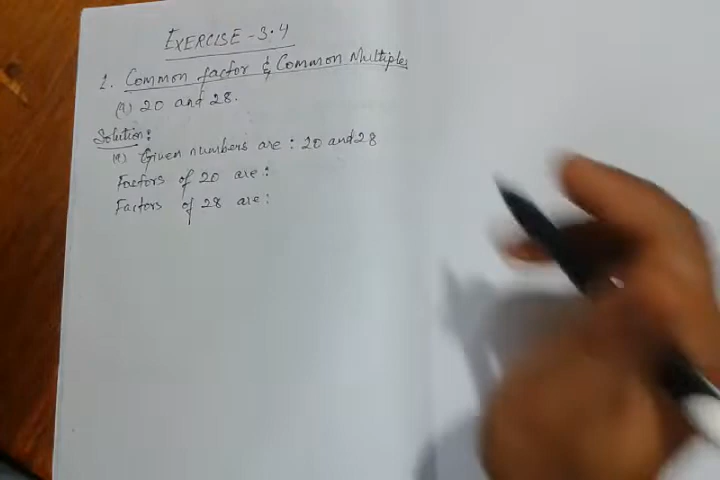 EXERCISE - 3.4
1. Common factor & Common Multiples
(a) 20 and 28.
Solution:
(a) Given numbers are : 20 and 28
Factors of 20 are :
Factors of 28 are :